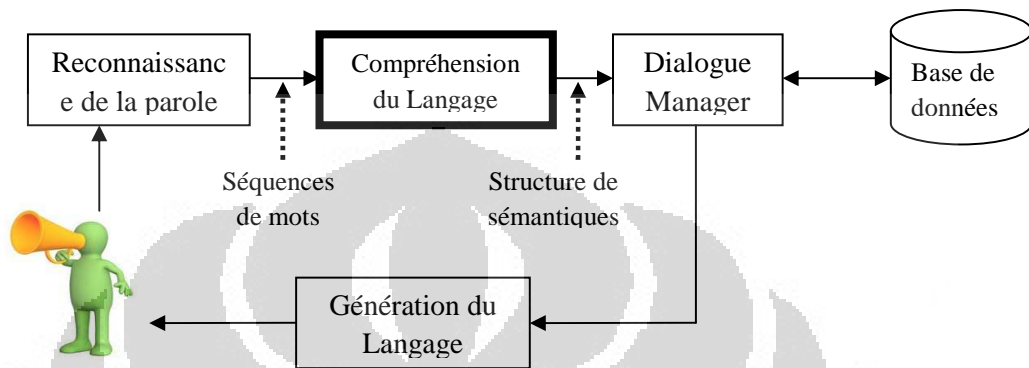 Reconnaissanc
e de la parole
Compréhension
du Langage
Dialogue
Manager
Base de
données
Séquences
de mots
Structure de
sémantiques
Génération du
Langage